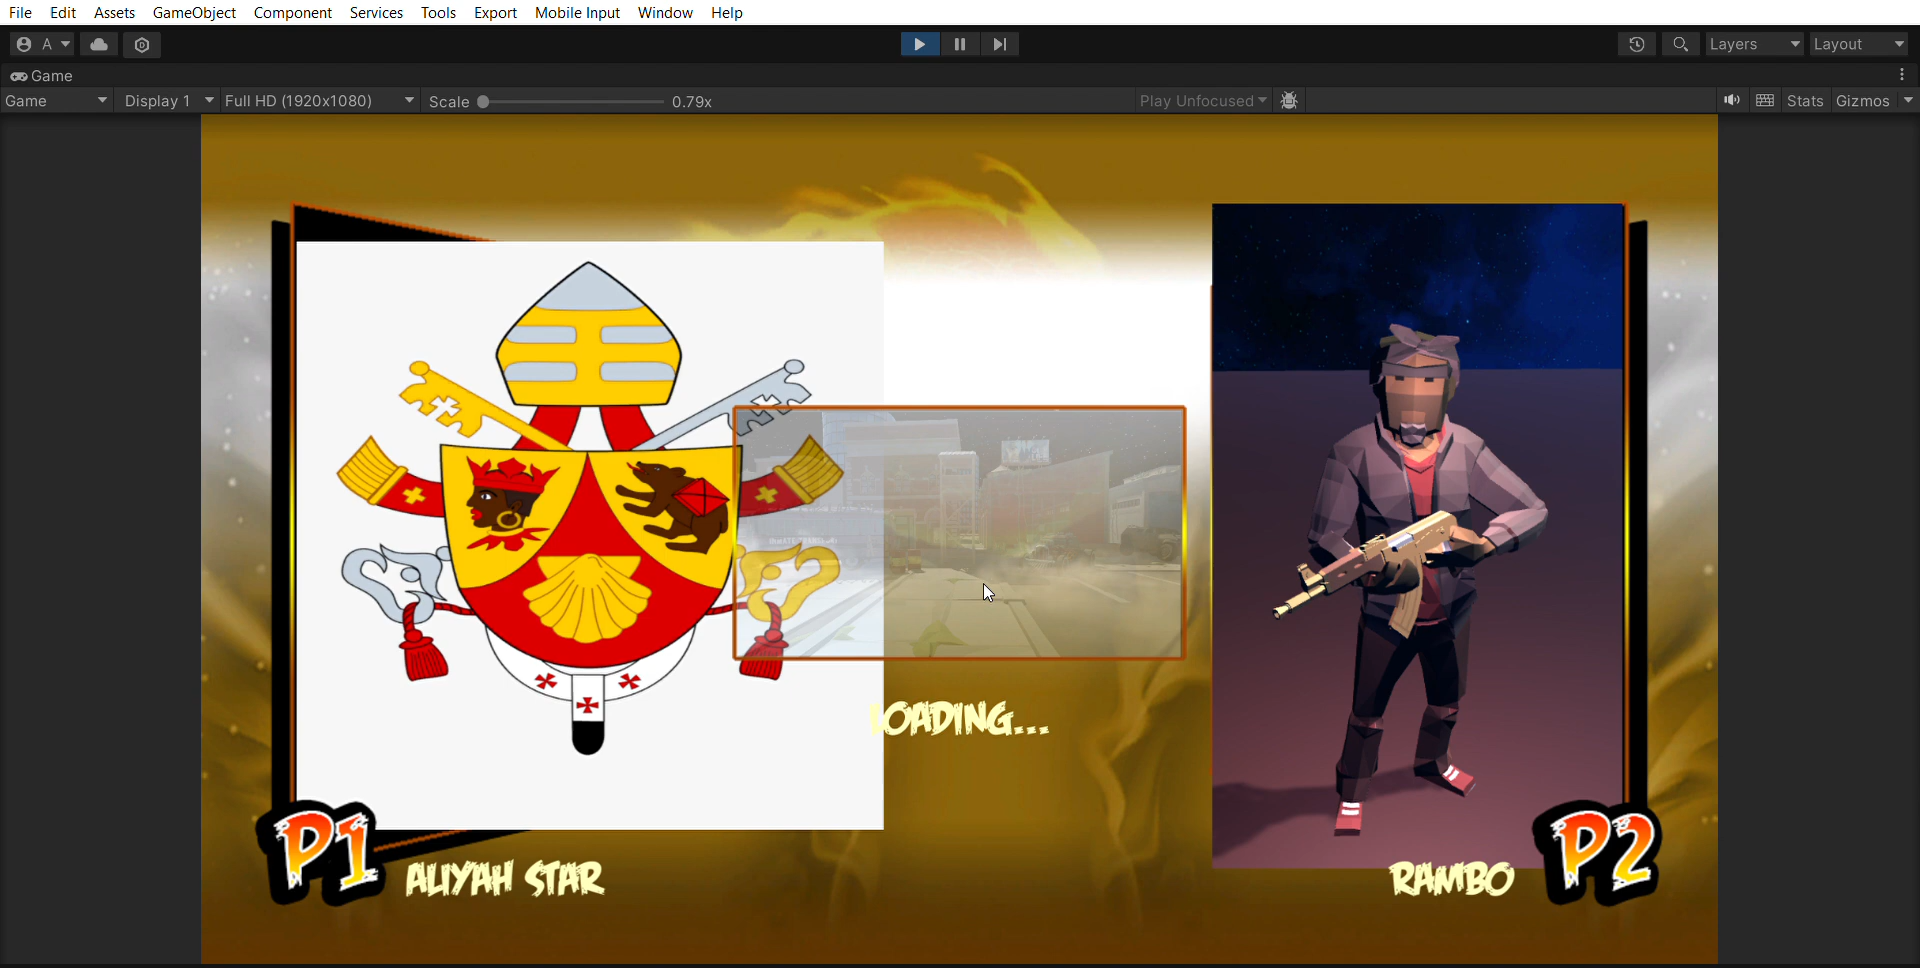 File Edit Assets GameObject Component Services Tools Export Mobile Input Window Help
A Layers Layout
Game
Game Display 1 Full HD (1920x1080) Scale 0.79x Play Unfocused Stats Gizmos
LOADING...
P1 ALIYAH STAR RAMBO P2